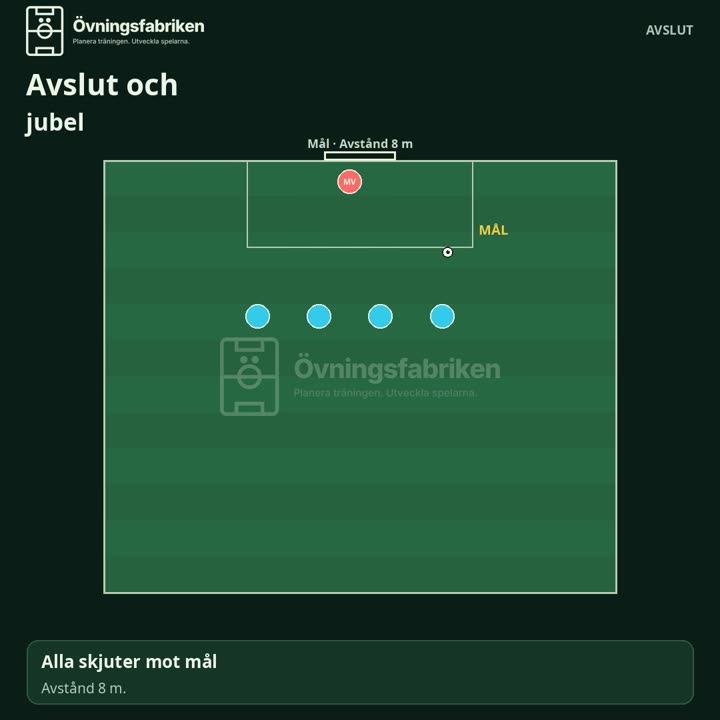 Övningsfabriken
Planera träningen. Utveckla spelarna.
AVSLUT
Avslut och
jubel
Mål · Avstånd 8 m
MV
MÅL
Övningsfabriken
Planera träningen. Utveckla spelarna.
Alla skjuter mot mål
Avstånd 8 m.